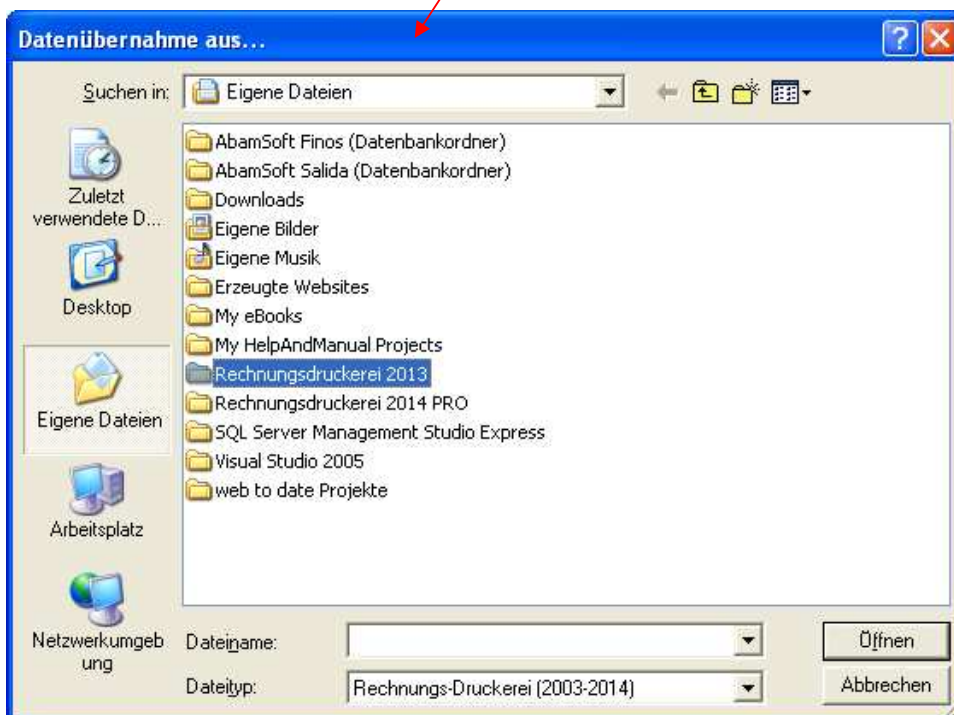 Datenübernahme aus...
Suchen in:
Eigene Dateien
Zuletzt
verwendete D...
Desktop
Eigene Dateien
Arbeitsplatz
Netzwerkumgeb
ung
AbamSoft Finos (Datenbankordner)
AbamSoft Salida (Datenbankordner)
Downloads
Eigene Bilder
Eigene Musik
Erzeugte Websites
My eBooks
My HelpAndManual Projects
Rechnungsdruckerei 2013
Rechnungsdruckerei 2014 PRO
SQL Server Management Studio Express
Visual Studio 2005
web to date Projekte
Dateiname:
Öffnen
Dateityp:
Rechnungs-Druckerei (2003-2014)
Abbrechen